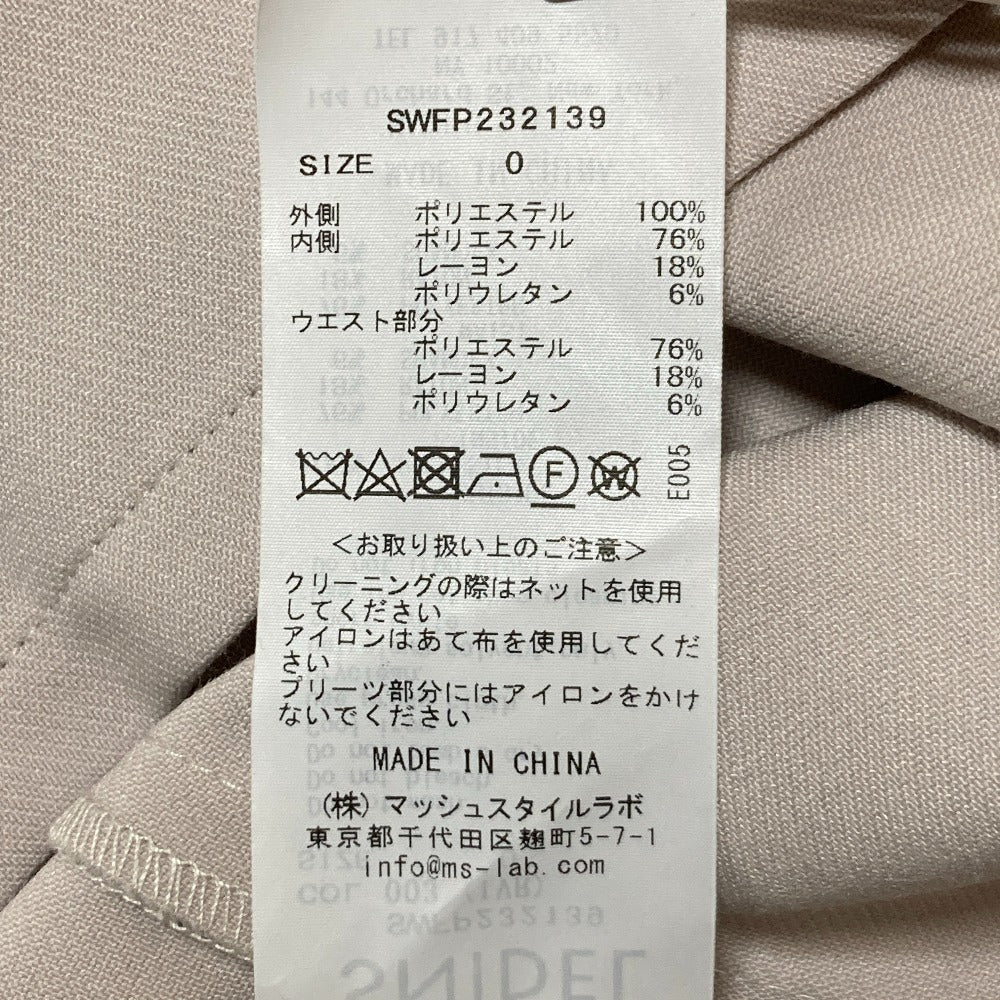 SWFP232139
SIZE 0
外側 ポリエステル 100%
内側 ポリエステル 76%
レーヨン 18%
ポリウレタン 6%
ウエスト部分
ポリエステル 76%
レーヨン 18%
ポリウレタン 6%
F
W
E005
<お取り扱い上のご注意>
クリーニングの際はネットを使用
してください
アイロンはあて布を使用してくだ
さい
プリーツ部分にはアイロンをかけ
ないでください
MADE IN CHINA
(株)マッシュスタイルラボ
東京都千代田区麹町5-7-1
info@ms-lab.com